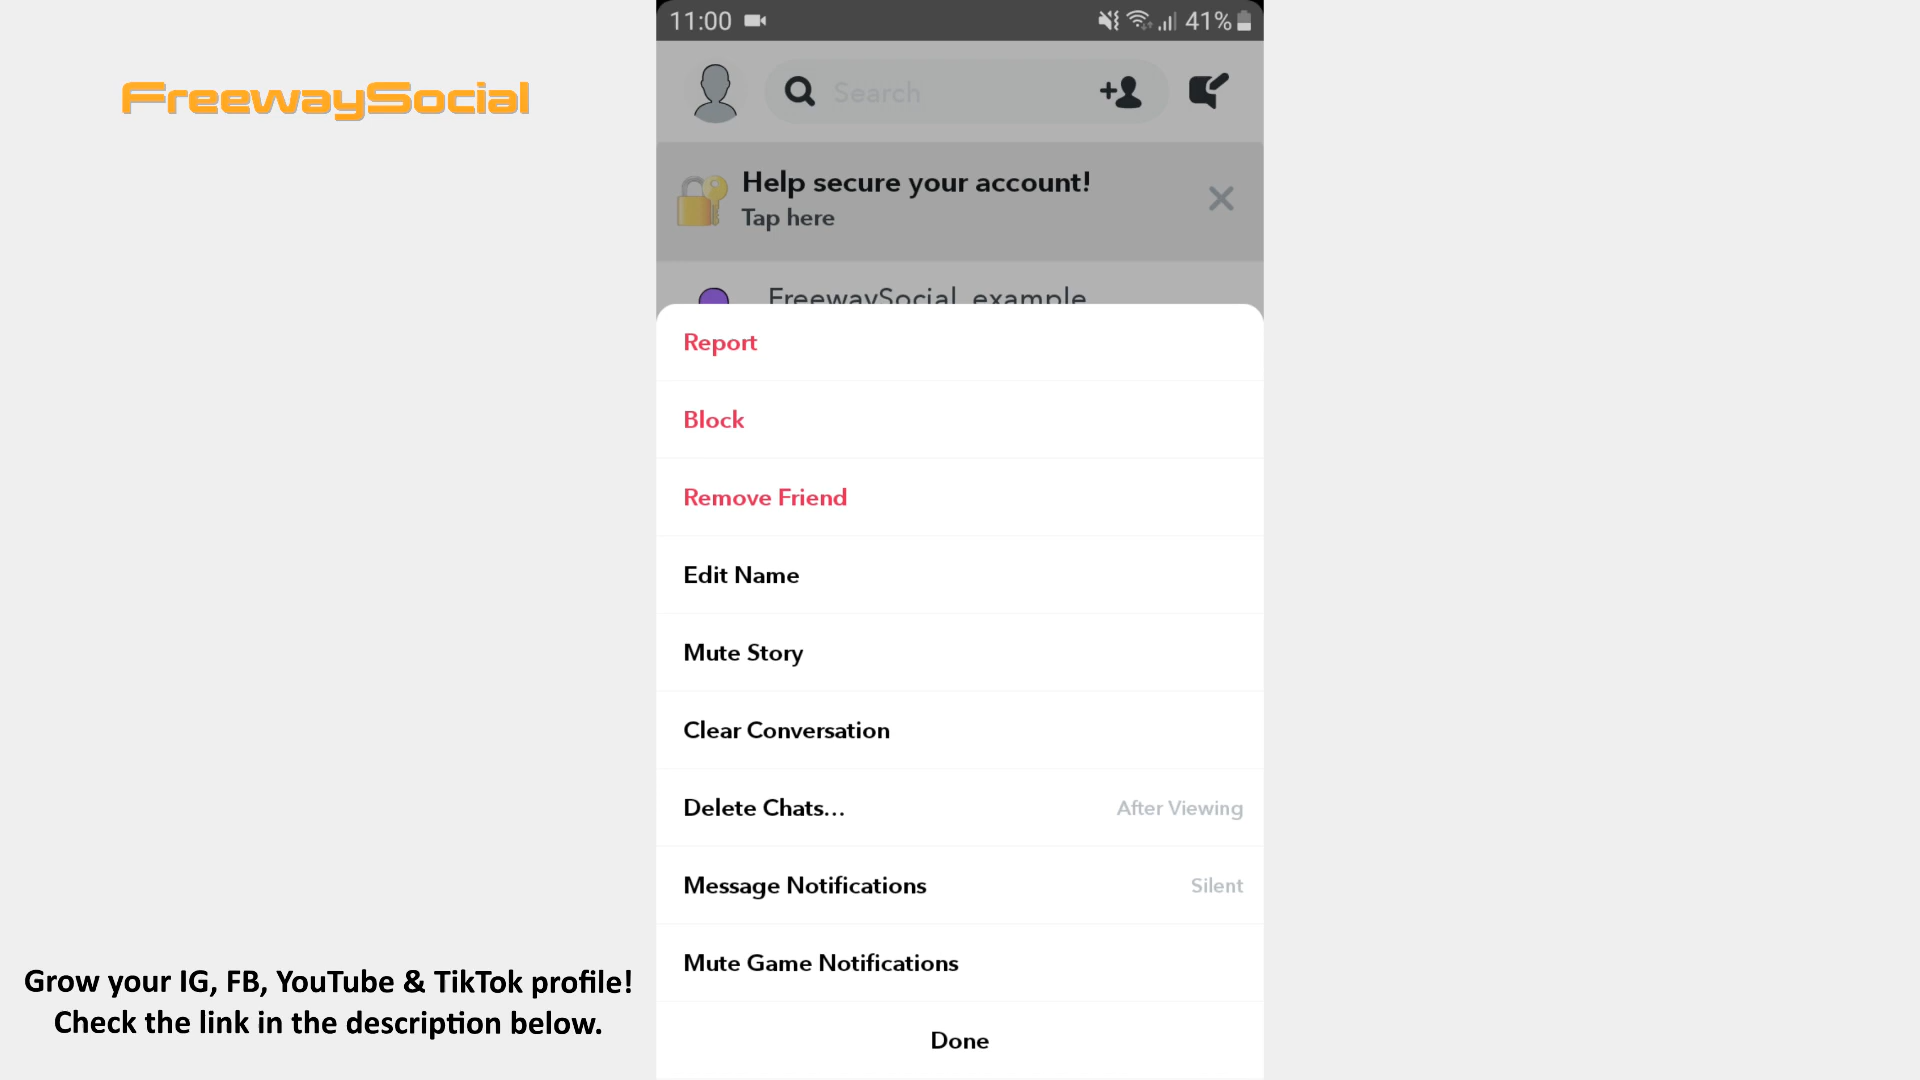 11:00
41%
FreewaySocial
Search
Help secure your account!
Tap here
FreewaySocial_example
Report
Block
Remove Friend
Edit Name
Mute Story
Clear Conversation
Delete Chats... After Viewing
Message Notifications Silent
Mute Game Notifications
Done
Grow your IG, FB, YouTube & TikTok profile!
Check the link in the description below.